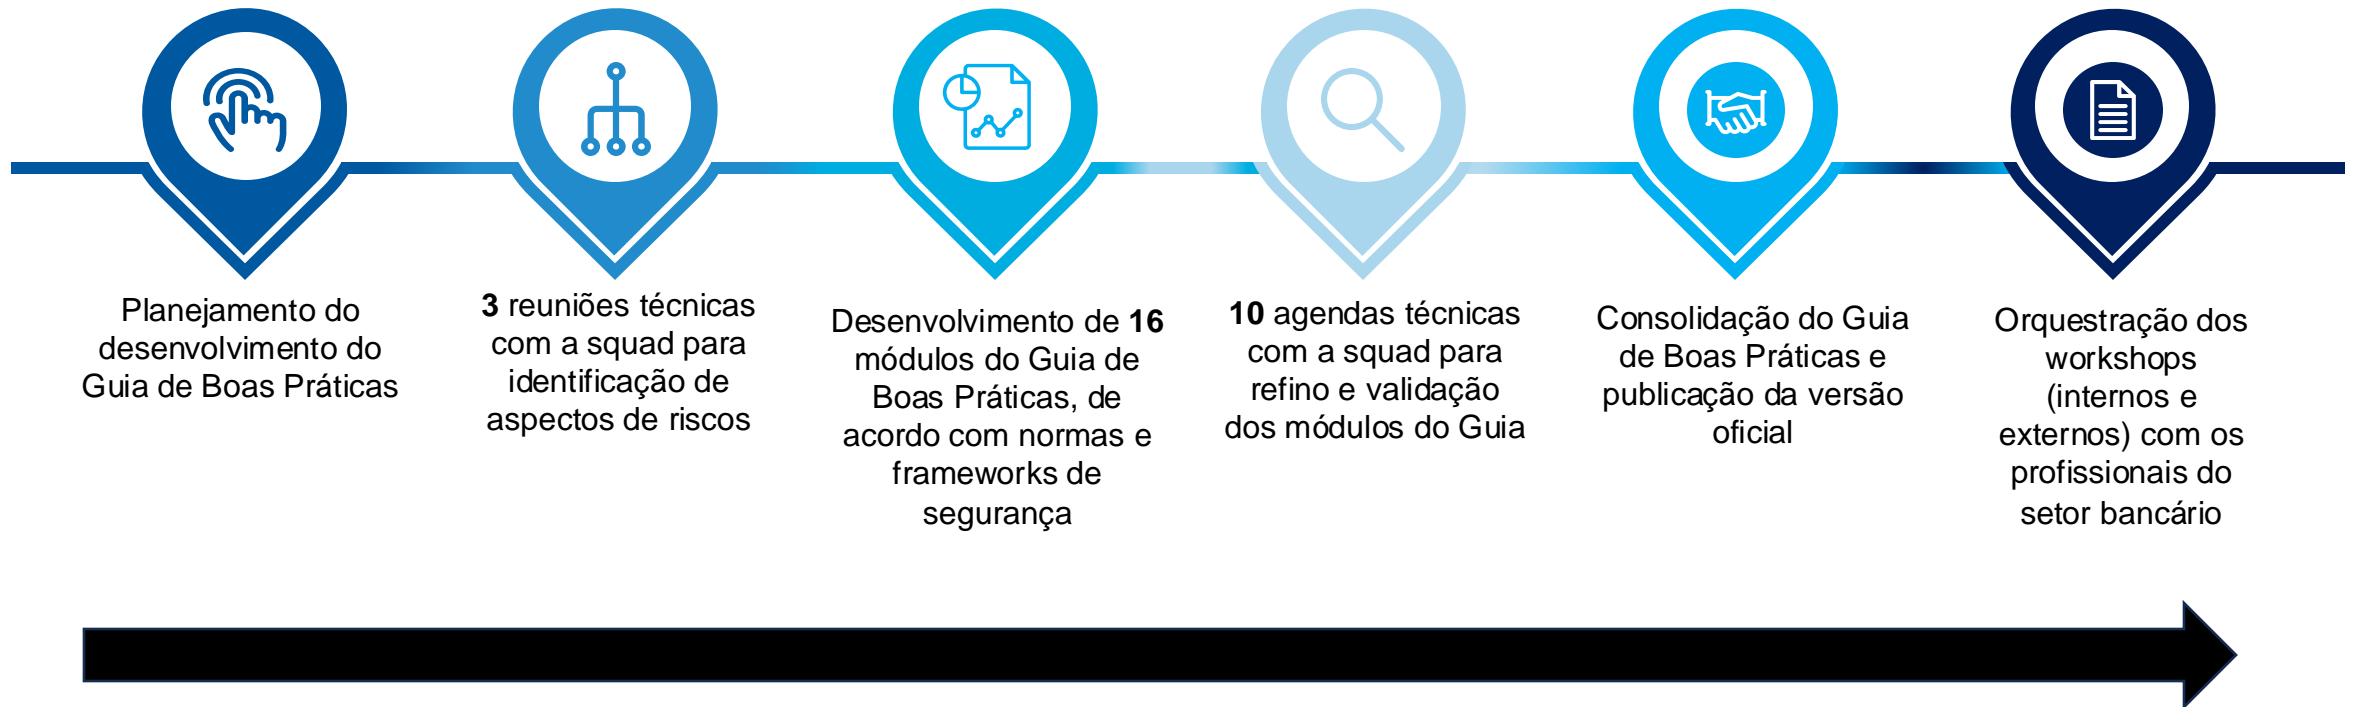 Planejamento do
desenvolvimento do
Guia de Boas Práticas
3 reuniões técnicas
com a squad para
identificação de
aspectos de riscos
Desenvolvimento de 16
módulos do Guia de
Boas Práticas, de
acordo com normas e
frameworks de
segurança
10 agendas técnicas
com a squad para
refino e validação
dos módulos do Guia
Consolidação do Guia
de Boas Práticas e
publicação da versão
oficial
Orquestração dos
workshops
(internos e
externos) com os
profissionais do
setor bancário